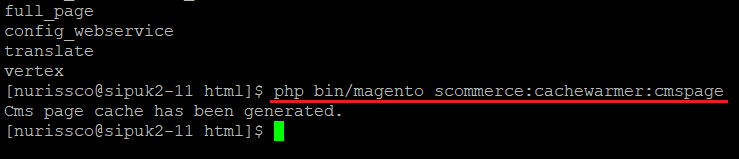 full_page
config_webservice
translate
vertex
[nurissco@sipuk2-11 html]$ php bin/magento scommerce:cachewarmer:cmspage
Cms page cache has been generated.
[nurissco@sipuk2-11 html]$